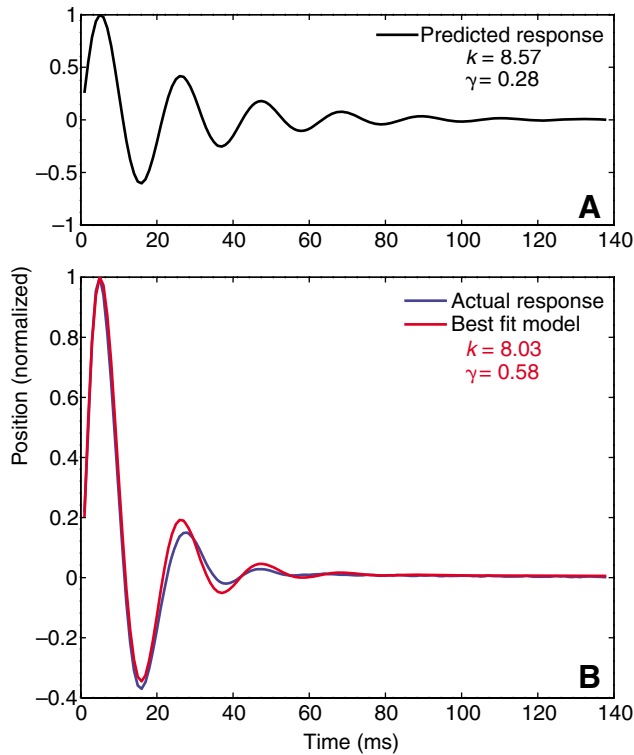 1
0.5
0
–0.5
–1
Predicted response
k = 8.57
γ = 0.28
A
0 20 40 60 80 100 120 140
Position (normalized)
1
0.8
0.6
0.4
0.2
0
–0.2
–0.4
Actual response
Best fit model
k = 8.03
γ = 0.58
B
0 20 40 60 80 100 120 140
Time (ms)